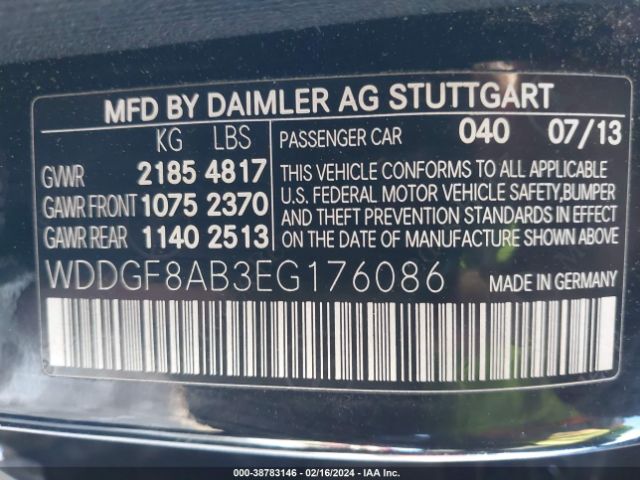 MFD BY DAIMLER AG STUTTGART
KG LBS
GVWR 2185 4817
GAWR FRONT 1075 2370
GAWR REAR 1140 2513
PASSENGER CAR 040 07/13
THIS VEHICLE CONFORMS TO ALL APPLICABLE
U.S. FEDERAL MOTOR VEHICLE SAFETY,BUMPER
AND THEFT PREVENTION STANDARDS IN EFFECT
ON DATE OF MANUFACTURE SHOWN ABOVE.
WDDGF8AB3EG176086
MADE IN GERMANY
000-38783146 - 02/16/2024 - IAA Inc.